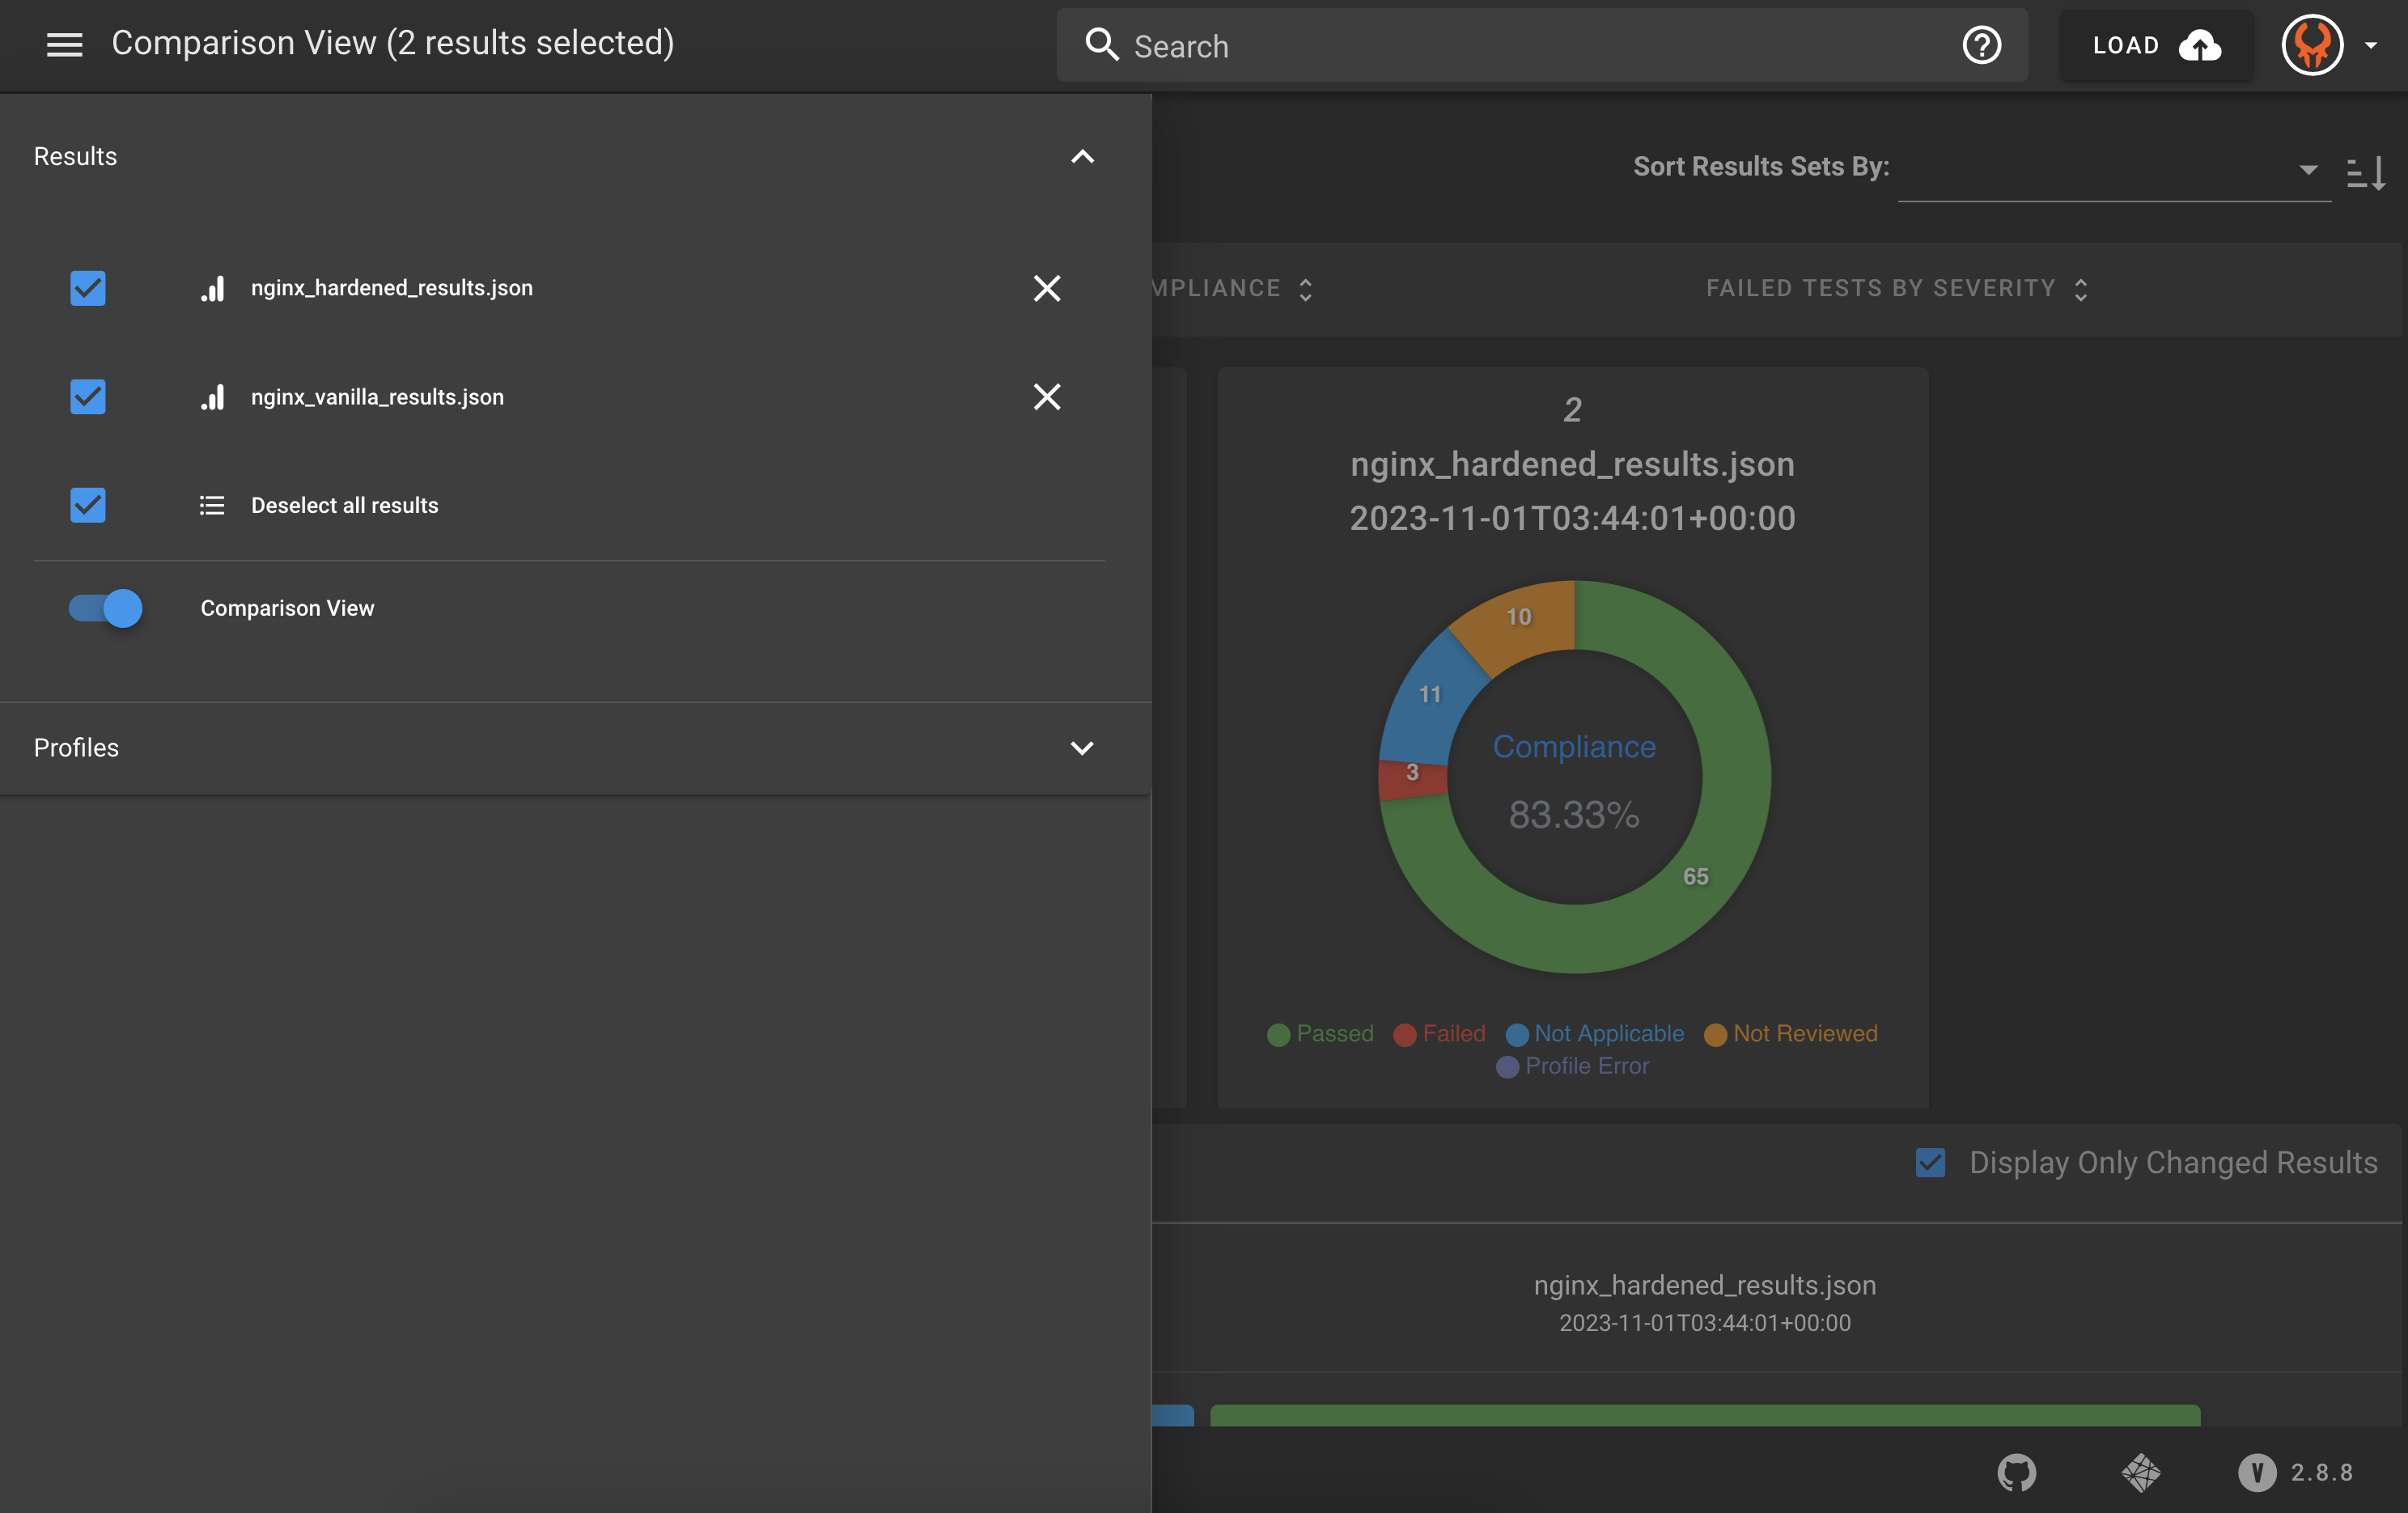 Comparison View (2 results selected)
Search
LOAD
Results
nginx_hardened_results.json
nginx_vanilla_results.json
Deselect all results
Comparison View
Profiles
Sort Results Sets By:
MPLIANCE
FAILED TESTS BY SEVERITY
2
nginx_hardened_results.json
2023-11-01T03:44:01+00:00
10
11
3
65
Compliance
83.33%
Passed Failed Not Applicable Not Reviewed
Profile Error
Display Only Changed Results
nginx_hardened_results.json
2023-11-01T03:44:01+00:00
V 2.8.8